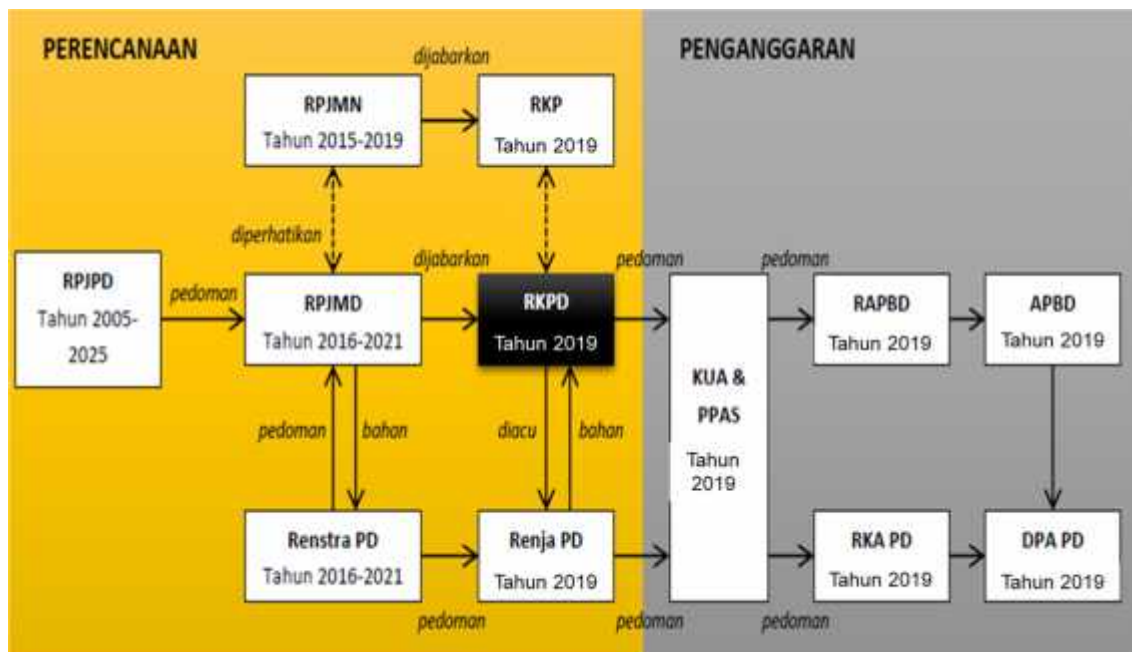 PERENCANAAN
PENGANGGARAN
dijabarkan
RPJMN
Tahun 2015-2019
RKP
Tahun 2019
diperhatikan
dijabarkan
pedoman
pedoman
RPJPD
Tahun 2005-
2025
pedoman
RPJMD
Tahun 2016-2021
RKPD
Tahun 2019
KUA &
PPAS
Tahun
2019
RAPBD
Tahun 2019
APBD
Tahun 2019
pedoman
bahan
diacu
bahan
Renstra PD
Tahun 2016-2021
Renja PD
Tahun 2019
RKA PD
Tahun 2019
DPA PD
Tahun 2019
pedoman
pedoman
pedoman